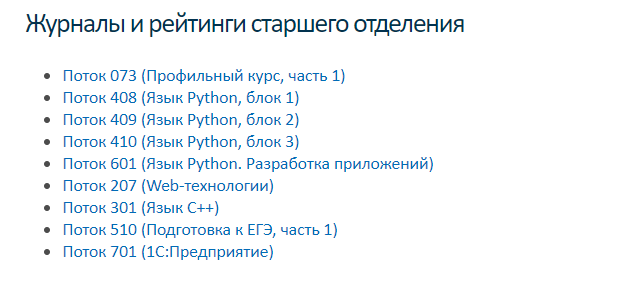 Журналы и рейтинги старшего отделения
Поток 073 (Профильный курс, часть 1)
Поток 408 (Язык Python, блок 1)
Поток 409 (Язык Python, блок 2)
Поток 410 (Язык Python, блок 3)
Поток 601 (Язык Python. Разработка приложений)
Поток 207 (Web-технологии)
Поток 301 (Язык C++)
Поток 510 (Подготовка к ЕГЭ, часть 1)
Поток 701 (1С:Предприятие)